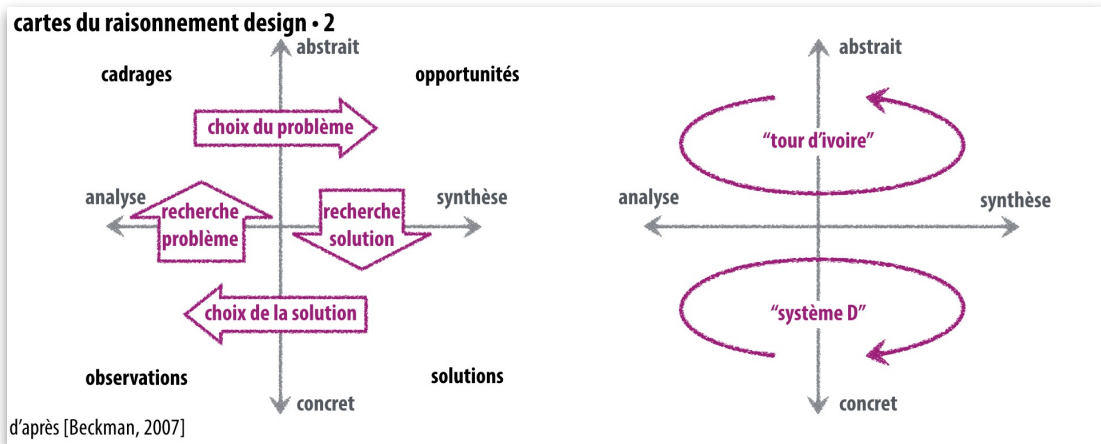 cartes du raisonnement design • 2
abstrait
cadrages
opportunités
choix du problème
analyse
synthèse
recherche
problème
recherche
solution
choix de la solution
observations
solutions
concret
d’après [Beckman, 2007]
abstrait
“tour d’ivoire”
analyse
synthèse
“système D”
concret